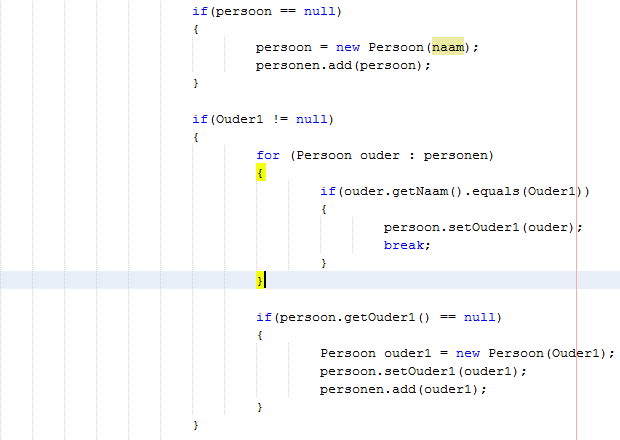 if(persoon == null)
{
persoon = new Persoon(naam);
personen.add(persoon);
}
if(Ouder1 != null)
{
for (Persoon ouder : personen)
{
if(ouder.getNaam().equals(Ouder1))
{
persoon.setOuder1(ouder);
break;
}
}
if(persoon.getOuder1() == null)
{
Persoon ouder1 = new Persoon(Ouder1);
persoon.setOuder1(ouder1);
personen.add(ouder1);
}
}